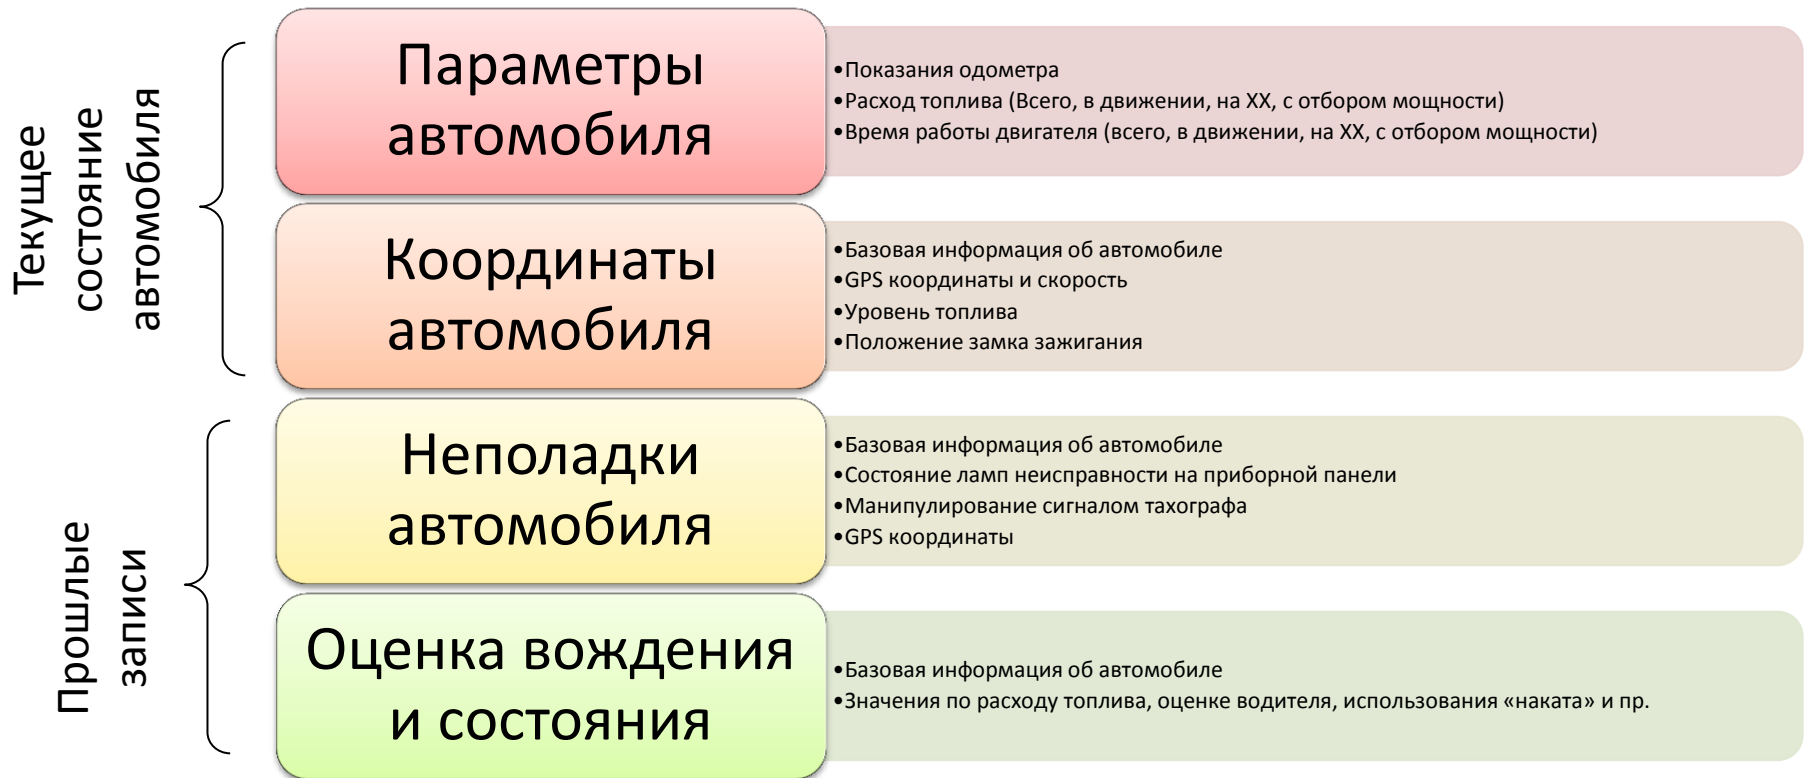 Текущее
состояние
автомобиля
Параметры
автомобиля
•Показания одометра
•Расход топлива (Всего, в движении, на ХХ, с отбором мощности)
•Время работы двигателя (всего, в движении, на ХХ, с отбором мощности)
Координаты
автомобиля
•Базовая информация об автомобиле
•GPS координаты и скорость
•Уровень топлива
•Положение замка зажигания
Прошлые
записи
Неполадки
автомобиля
•Базовая информация об автомобиле
•Состояние ламп неисправности на приборной панели
•Манипулирование сигналом тахографа
•GPS координаты
Оценка вождения
и состояния
•Базовая информация об автомобиле
•Значения по расходу топлива, оценке водителя, использования «наката» и пр.